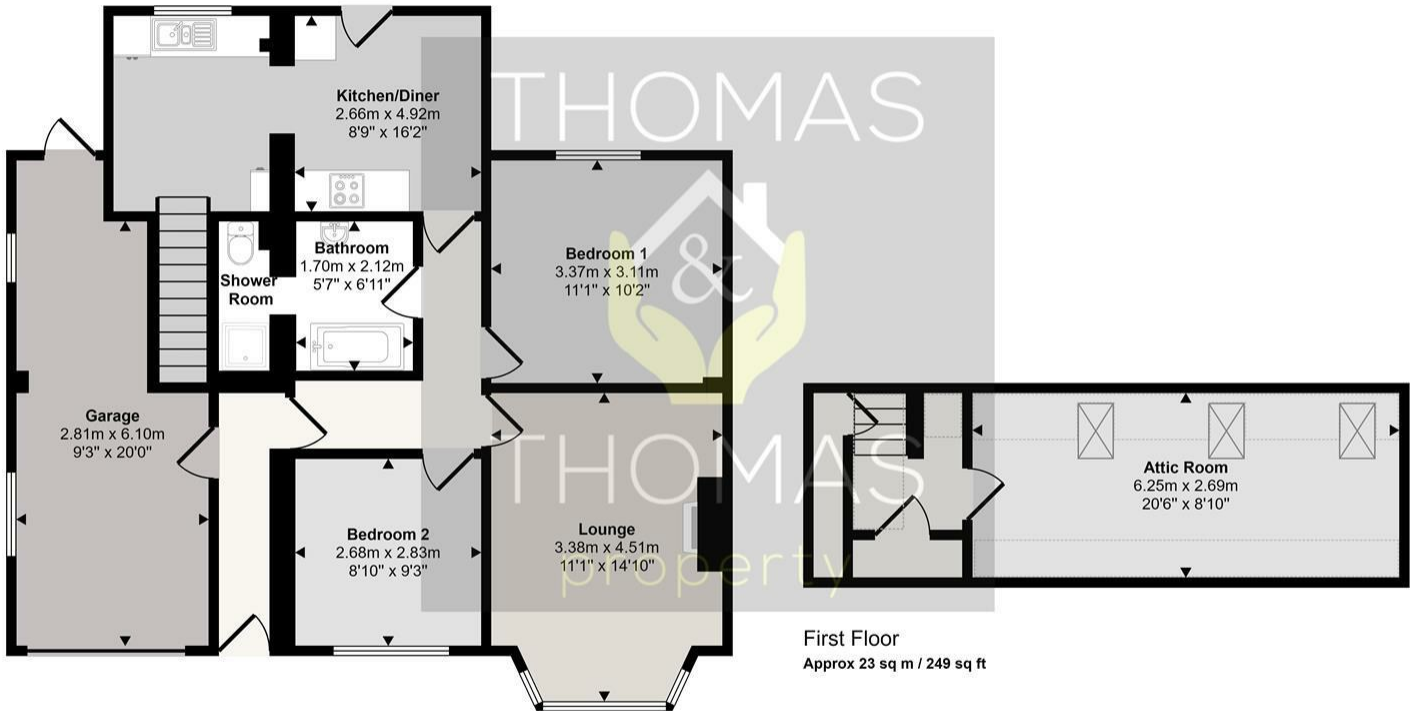 THOMAS
Kitchen/Diner
2.66m x 4.92m
8'9" x 16'2"
Bathroom
1.70m x 2.12m
5'7" x 6'11"
Shower
Room
Bedroom 1
3.37m x 3.11m
11'1" x 10'2"
&
Garage
2.81m x 6.10m
9'3" x 20'0"
THOMAS
Bedroom 2
2.68m x 2.83m
8'10" x 9'3"
Lounge
3.38m x 4.51m
11'1" x 14'10"
property
Attic Room
6.25m x 2.69m
20'6" x 8'10"
First Floor
Approx 23 sq m / 249 sq ft